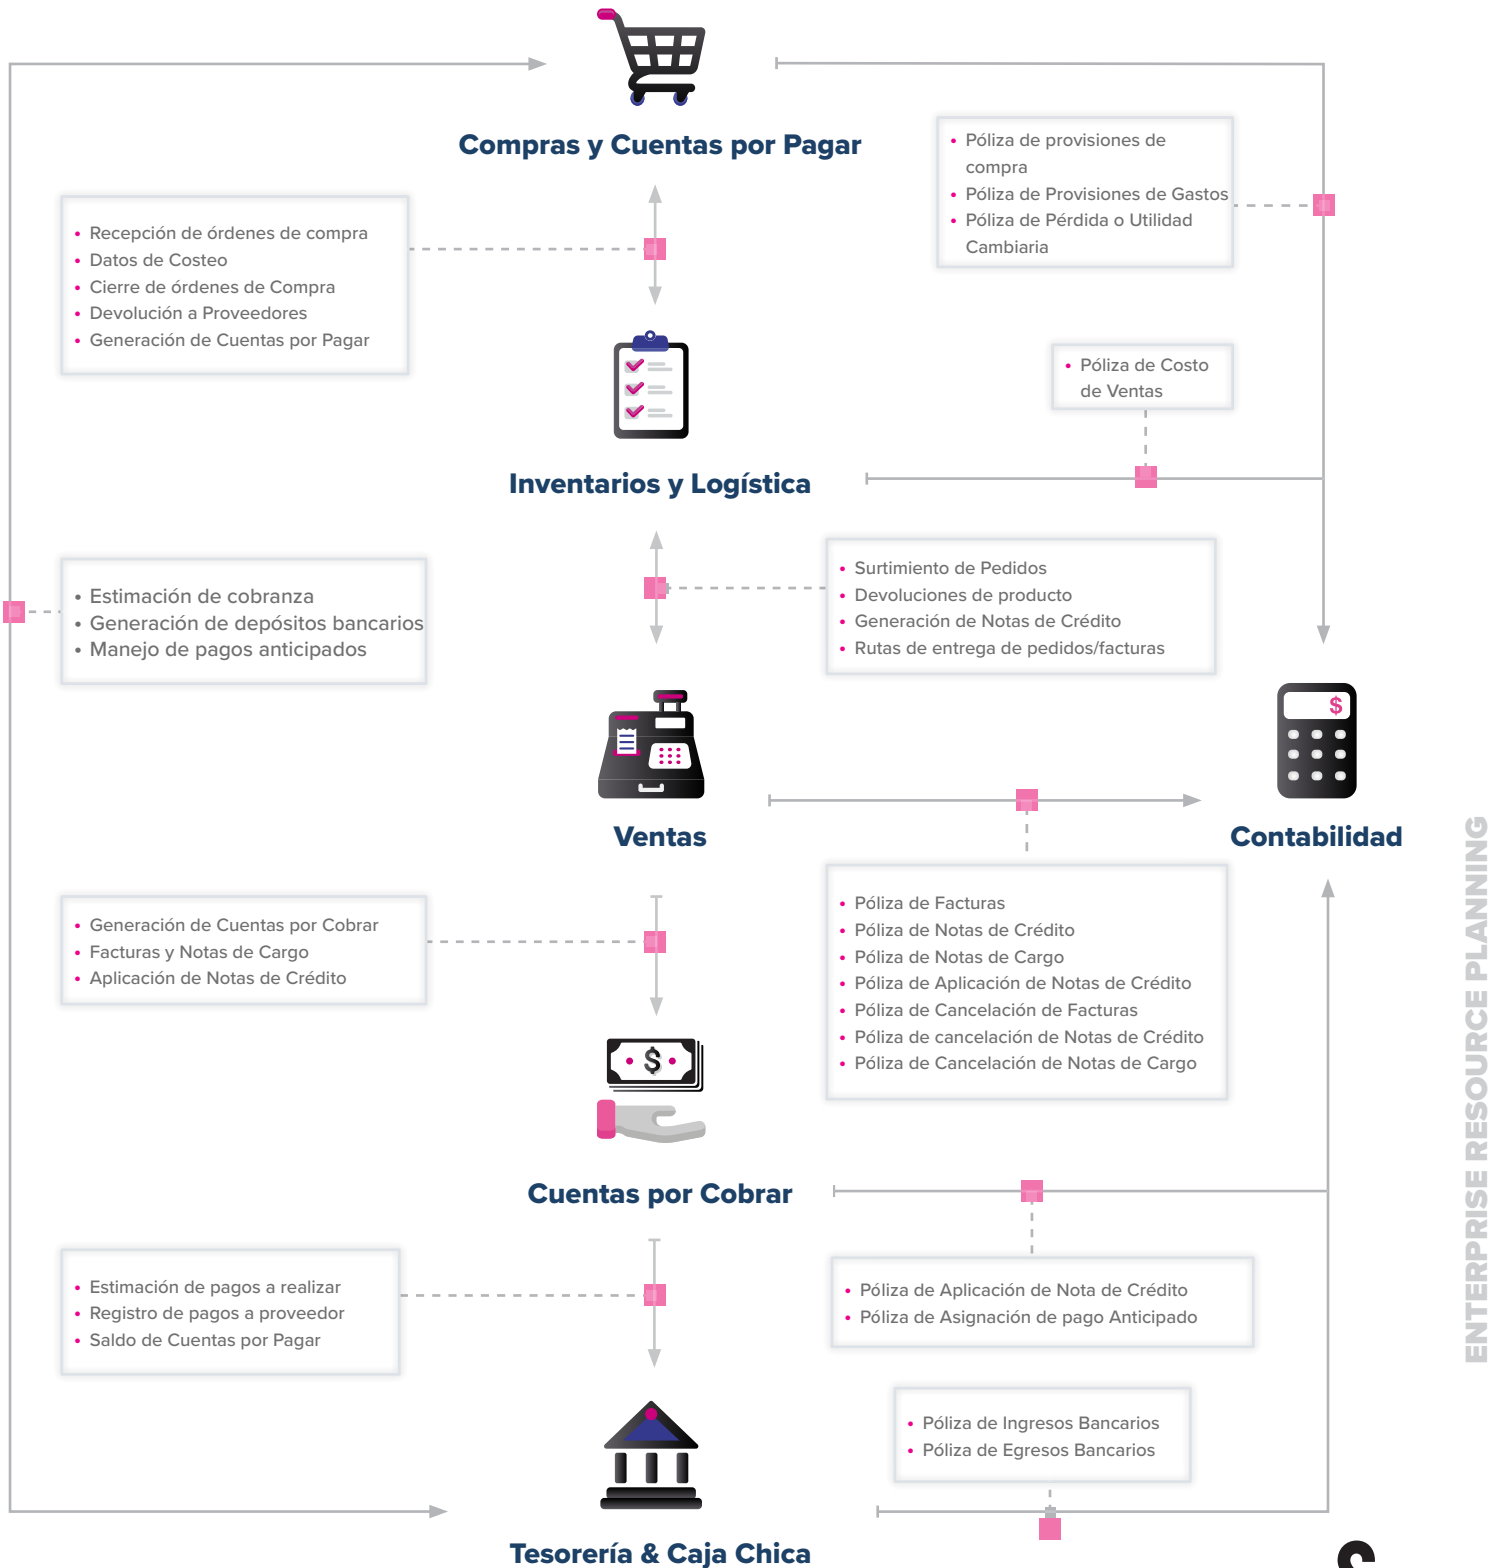 Compras y Cuentas por Pagar
• Póliza de provisiones de
compra
• Póliza de Provisiones de Gastos
• Póliza de Pérdida o Utilidad
Cambiaria
• Recepción de órdenes de compra
• Datos de Costeo
• Cierre de órdenes de Compra
• Devolución a Proveedores
• Generación de Cuentas por Pagar
• Póliza de Costo
de Ventas
Inventarios y Logística
• Surtimiento de Pedidos
• Devoluciones de producto
• Generación de Notas de Crédito
• Rutas de entrega de pedidos/facturas
• Estimación de cobranza
• Generación de depósitos bancarios
• Manejo de pagos anticipados
$
Ventas
Contabilidad
• Póliza de Facturas
• Póliza de Notas de Crédito
• Póliza de Notas de Cargo
• Póliza de Aplicación de Notas de Crédito
• Póliza de Cancelación de Facturas
• Póliza de cancelación de Notas de Crédito
• Póliza de Cancelación de Notas de Cargo
• Generación de Cuentas por Cobrar
• Facturas y Notas de Cargo
• Aplicación de Notas de Crédito
$
Cuentas por Cobrar
• Póliza de Aplicación de Nota de Crédito
• Póliza de Asignación de pago Anticipado
• Estimación de pagos a realizar
• Registro de pagos a proveedor
• Saldo de Cuentas por Pagar
• Póliza de Ingresos Bancarios
• Póliza de Egresos Bancarios
Tesorería & Caja Chica
ENTERPRISE RESOURCE PLANNING